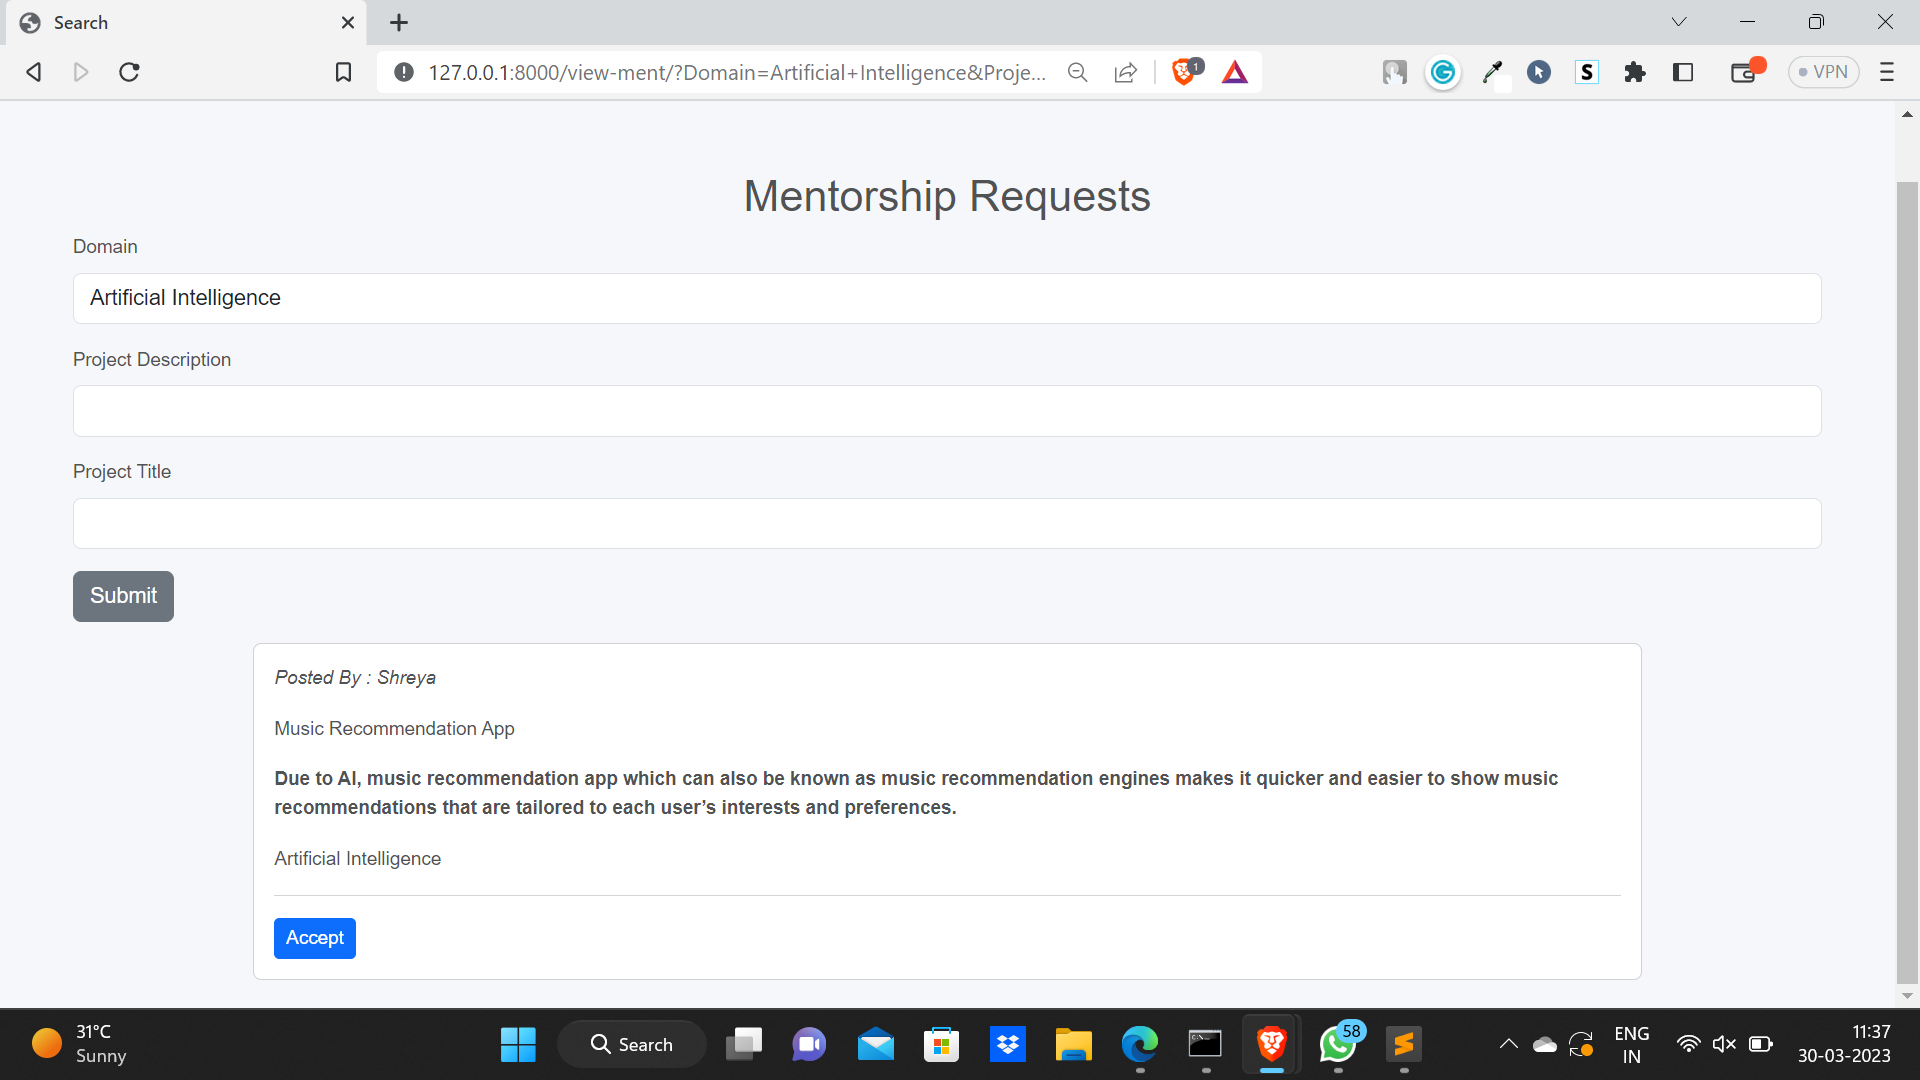 Search
127.0.0.1:8000/view-ment/?Domain=Artificial+Intelligence&Proje...
1
S
VPN
Mentorship Requests
Domain
Artificial Intelligence
Project Description
Project Title
Submit
Posted By : Shreya
Music Recommendation App
Due to AI, music recommendation app which can also be known as music recommendation engines makes it quicker and easier to show music
recommendations that are tailored to each user’s interests and preferences.
Artificial Intelligence
Accept
31°C
Sunny
Search
58
ENG
IN
11:37
30-03-2023